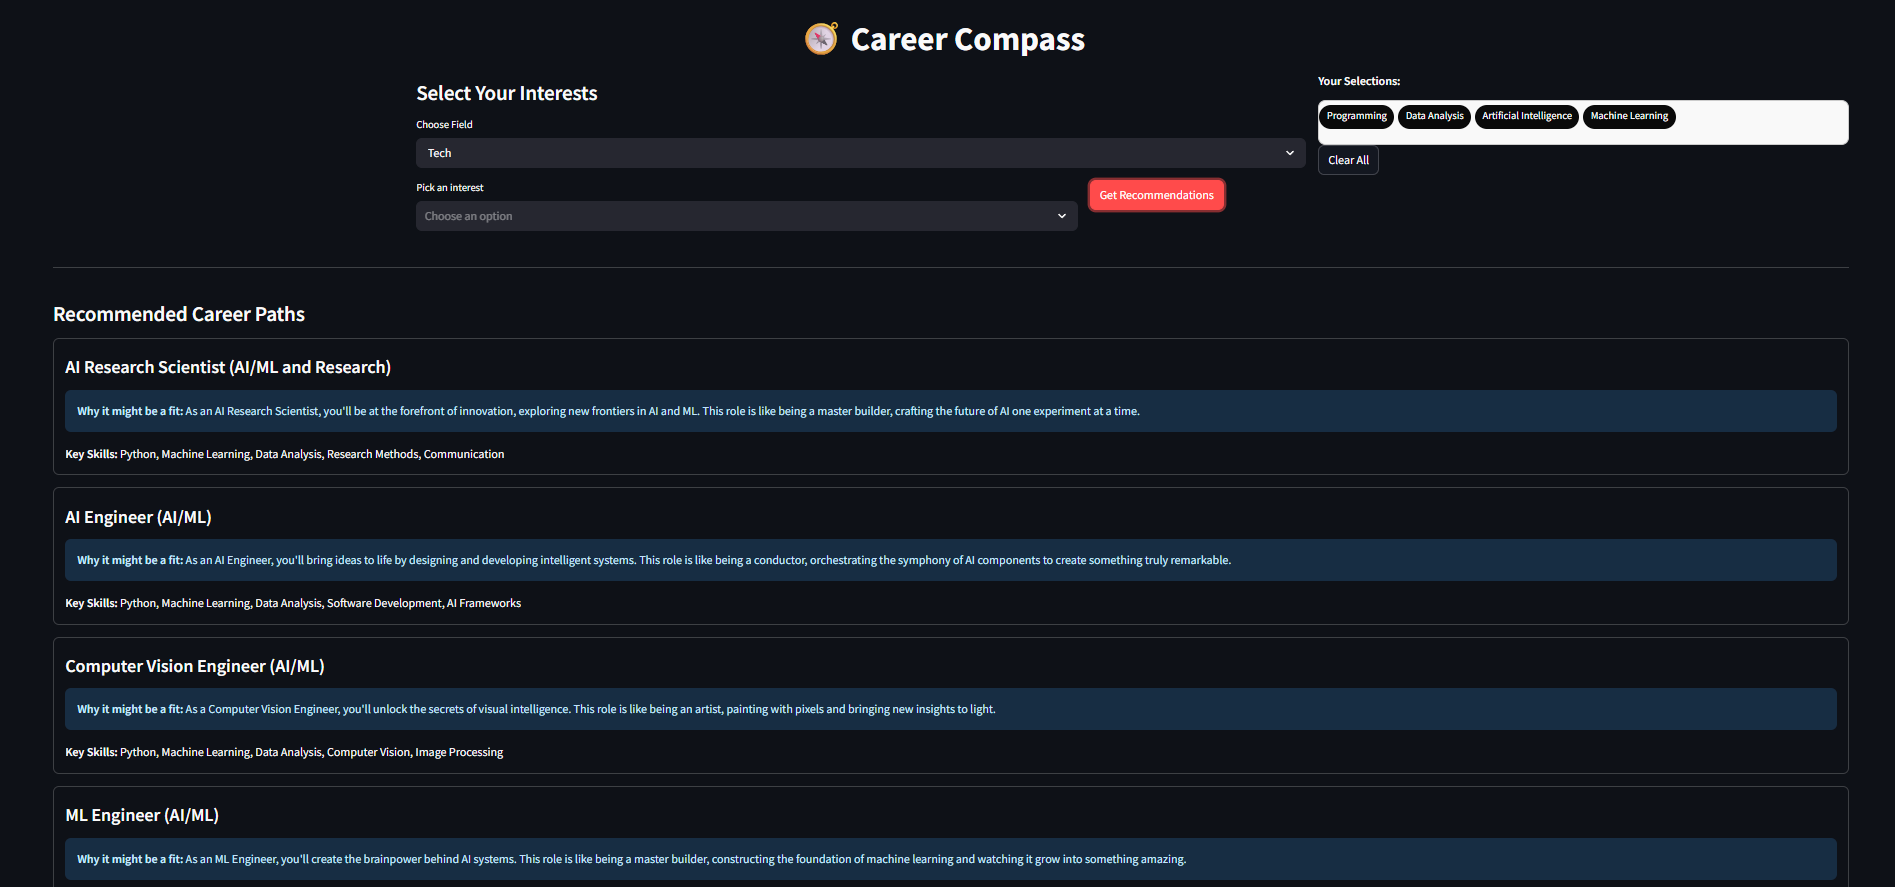 Career Compass
Select Your Interests
Choose Field
Tech
Pick an interest
Choose an option
Get Recommendations
Your Selections:
Programming Data Analysis Artificial Intelligence Machine Learning
Clear All
Recommended Career Paths
AI Research Scientist (AI/ML and Research)
Why it might be a fit: As an AI Research Scientist, you'll be at the forefront of innovation, exploring new frontiers in AI and ML. This role is like being a master builder, crafting the future of AI one experiment at a time.
Key Skills: Python, Machine Learning, Data Analysis, Research Methods, Communication
AI Engineer (AI/ML)
Why it might be a fit: As an AI Engineer, you'll bring ideas to life by designing and developing intelligent systems. This role is like being a conductor, orchestrating the symphony of AI components to create something truly remarkable.
Key Skills: Python, Machine Learning, Data Analysis, Software Development, AI Frameworks
Computer Vision Engineer (AI/ML)
Why it might be a fit: As a Computer Vision Engineer, you'll unlock the secrets of visual intelligence. This role is like being an artist, painting with pixels and bringing new insights to light.
Key Skills: Python, Machine Learning, Data Analysis, Computer Vision, Image Processing
ML Engineer (AI/ML)
Why it might be a fit: As an ML Engineer, you'll create the brainpower behind AI systems. This role is like being a master builder, constructing the foundation of machine learning and watching it grow into something amazing.